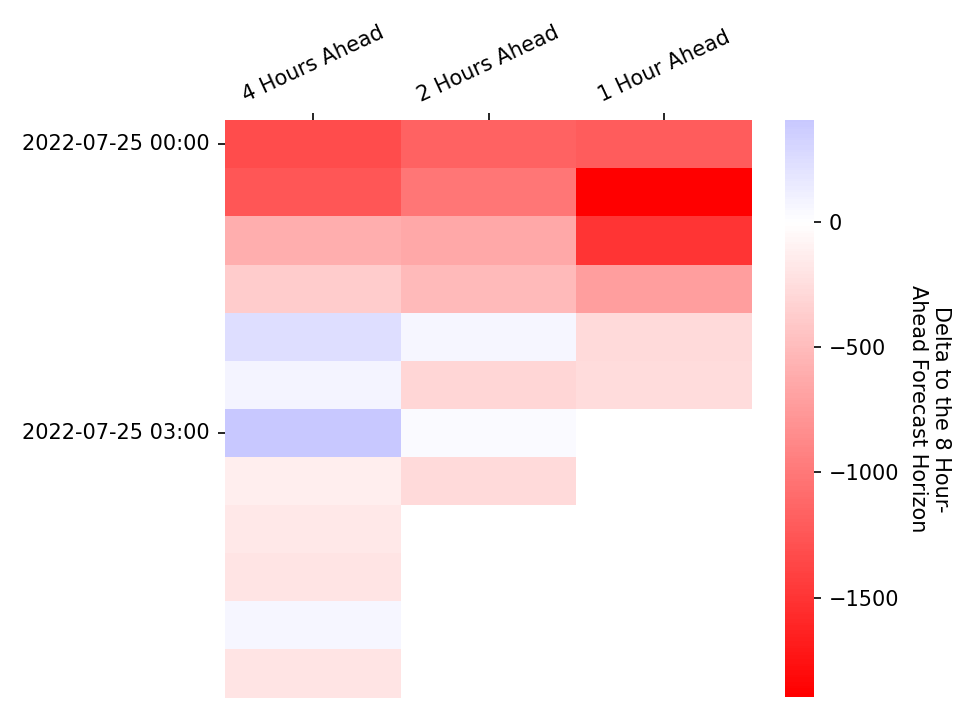 4 Hours Ahead
2 Hours Ahead
1 Hour Ahead
2022-07-25 00:00
2022-07-25 03:00
0
−500
−1000
−1500
Delta to the 8 Hour-
Ahead Forecast Horizon